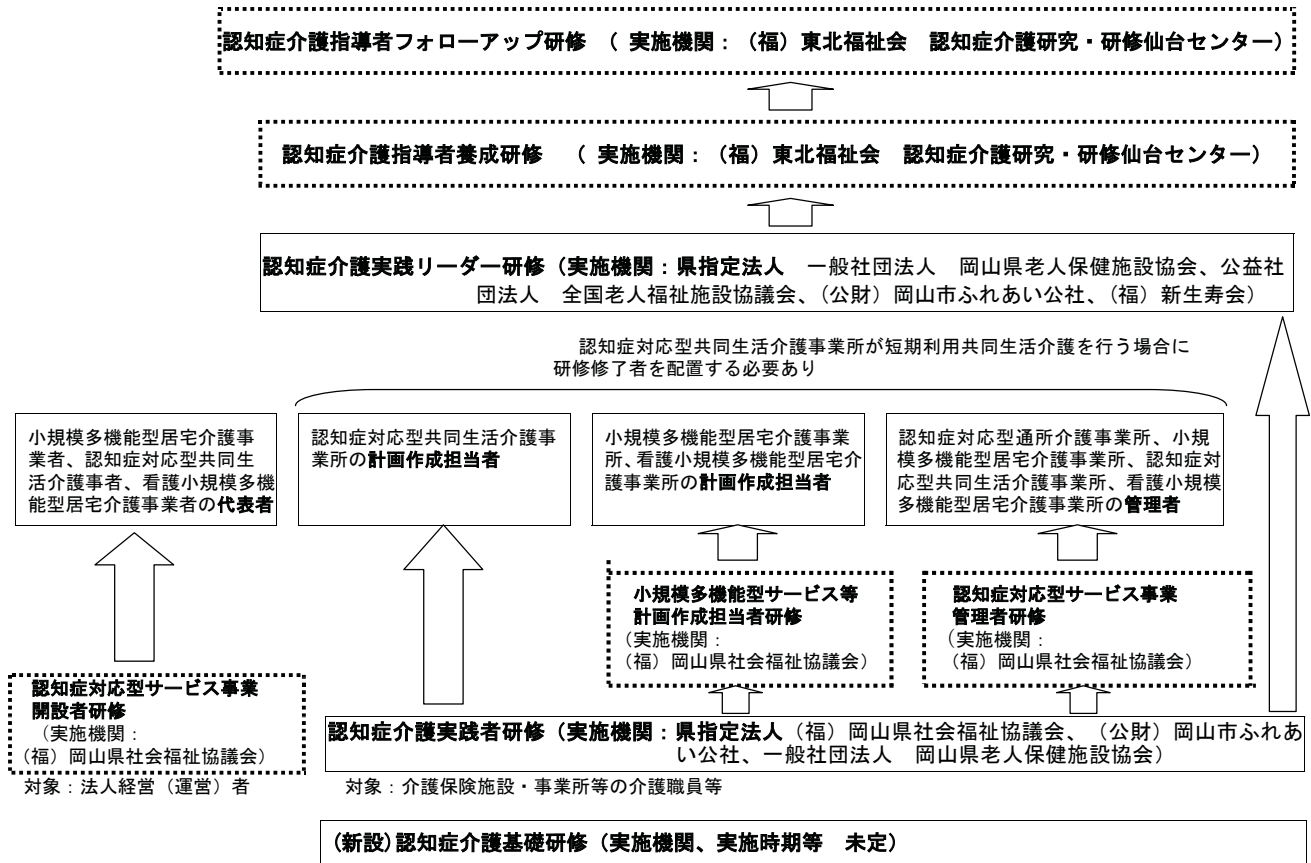 認知症介護指導者フォローアップ研修 ( 実施機関：（福）東北福祉会 認知症介護研究・研修仙台センター）
認知症介護指導者養成研修 ( 実施機関：（福）東北福祉会 認知症介護研究・研修仙台センター）
認知症介護実践リーダー研修（実施機関：県指定法人 一般社団法人 岡山県老人保健施設協会、公益社
団法人 全国老人福祉施設協議会、（公財）岡山市ふれあい公社、（福）新生寿会）
認知症対応型共同生活介護事業所が短期利用共同生活介護を行う場合に
研修修了者を配置する必要あり
小規模多機能型居宅介護事
業者、認知症対応型共同生
活介護事者、看護小規模多機
能型居宅介護事業者の代表者
認知症対応型共同生活介護事
業所の計画作成担当者
小規模多機能型居宅介護事業
所、看護小規模多機能型居宅介
護事業所の計画作成担当者
認知症対応型通所介護事業所、小規
模多機能型居宅介護事業所、認知症対
応型共同生活介護事業所、看護小規模
多機能型居宅介護事業所の管理者
小規模多機能型サービス等
計画作成担当者研修
（実施機関：
（福）岡山県社会福祉協議会）
認知症対応型サービス事業
管理者研修
（実施機関：
（福）岡山県社会福祉協議会）
認知症対応型サービス事業
開設者研修
（実施機関：
（福）岡山県社会福祉協議会）
対象：法人経営（運営）者
認知症介護実践者研修（実施機関：県指定法人（福）岡山県社会福祉協議会、（公財）岡山市ふれあ
い公社、一般社団法人 岡山県老人保健施設協会）
対象：介護保険施設・事業所等の介護職員等
(新設)認知症介護基礎研修（実施機関、実施時期等 未定）